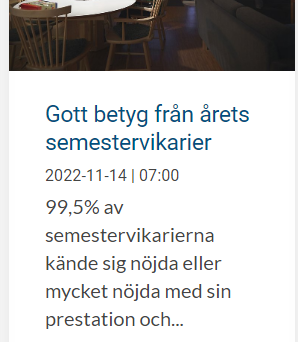 Gott betyg från årets
semestervikarier
2022-11-14 | 07:00
99,5% av
semestervikarierna
kände sig nöjda eller
mycket nöjda med sin
prestation och...